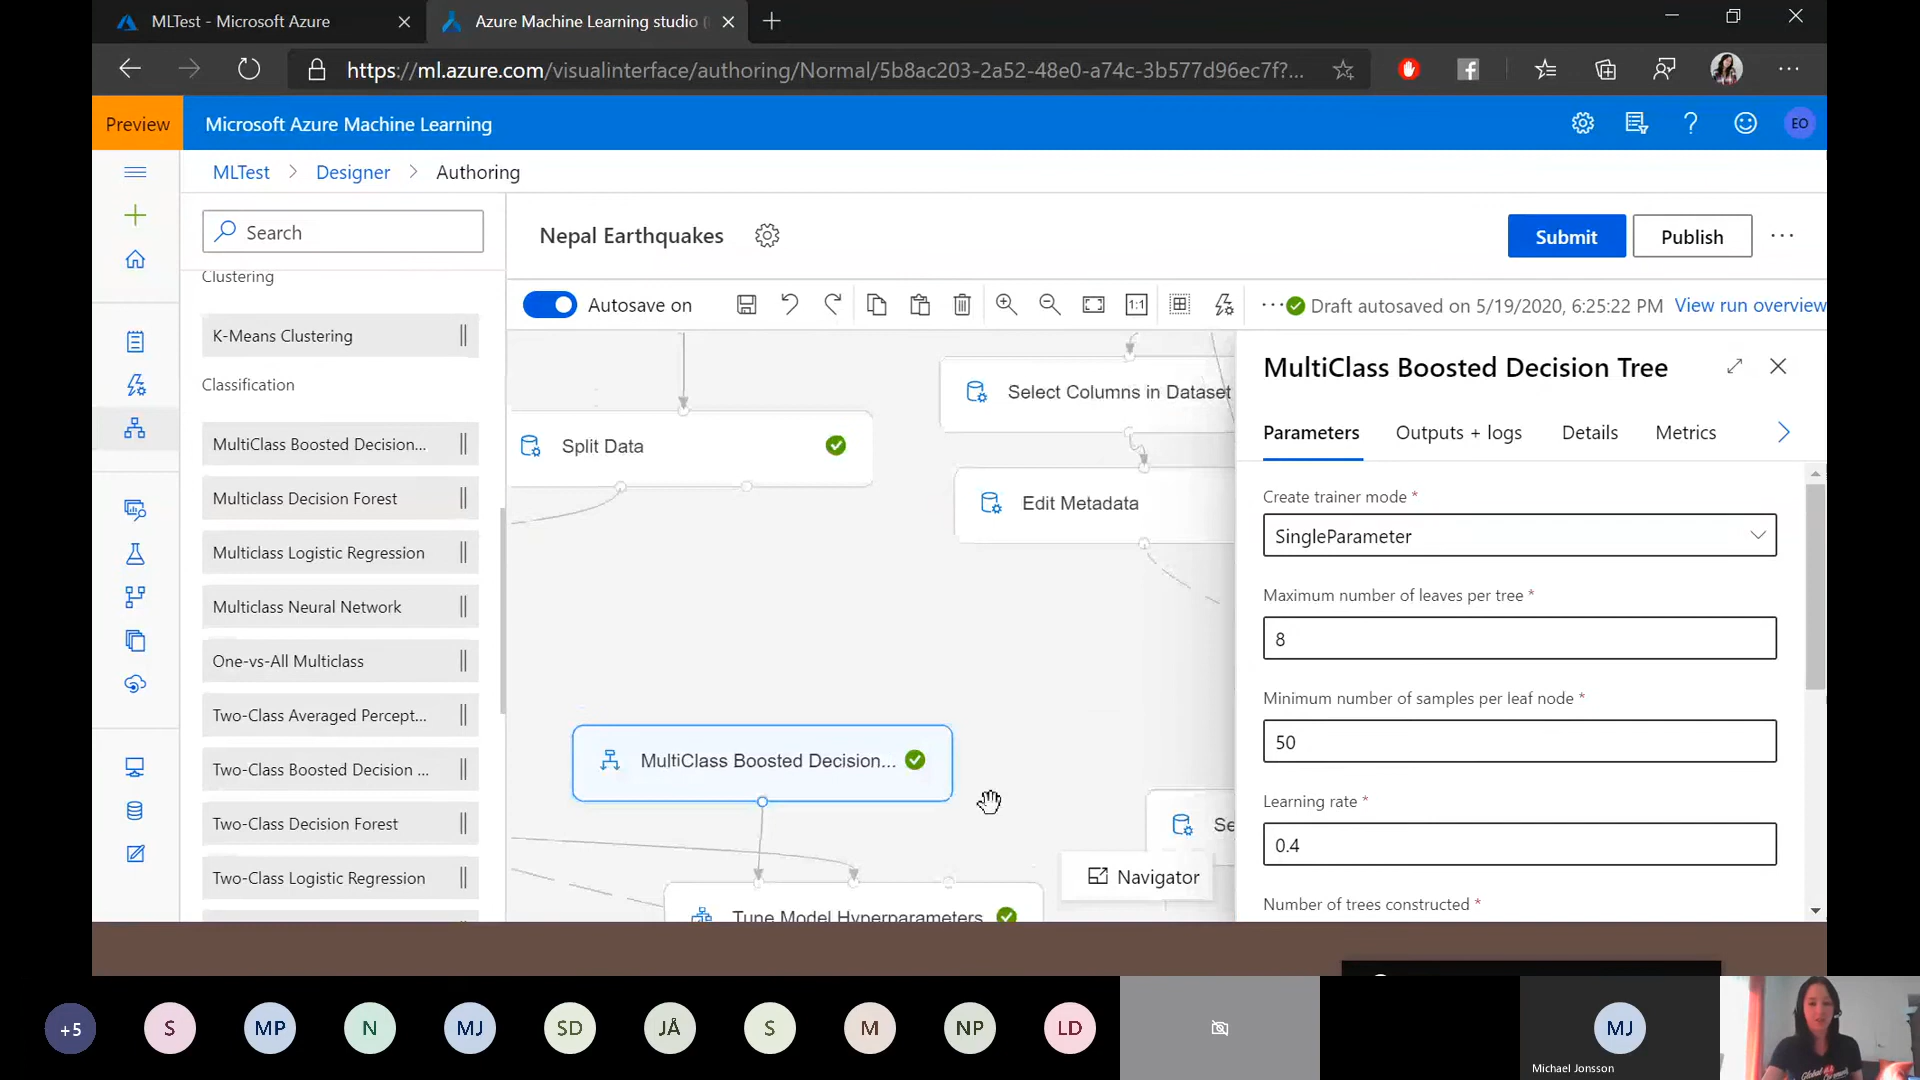 MLTest - Microsoft Azure
Azure Machine Learning studio (
https://ml.azure.com/visualinterface/authoring/Normal/5b8ac203-2a52-48e0-a74c-3b577d96ec7f?...
Preview
Microsoft Azure Machine Learning
EO
MLTest > Designer > Authoring
Search
Nepal Earthquakes
Submit
Publish
Autosave on
1:1
Draft autosaved on 5/19/2020, 6:25:22 PM
View run overview
Clustering
K-Means Clustering
Classification
MultiClass Boosted Decision...
Multiclass Decision Forest
Multiclass Logistic Regression
Multiclass Neural Network
One-vs-All Multiclass
Two-Class Averaged Percept...
Two-Class Boosted Decision ...
Two-Class Decision Forest
Two-Class Logistic Regression
Split Data
Select Columns in Dataset
Edit Metadata
MultiClass Boosted Decision...
Se
Navigator
Tune Model Hyperparameters
MultiClass Boosted Decision Tree
Parameters
Outputs + logs
Details
Metrics
Create trainer mode *
SingleParameter
Maximum number of leaves per tree *
8
Minimum number of samples per leaf node *
50
Learning rate *
0.4
Number of trees constructed *
+5
S
MP
N
MJ
SD
JÅ
S
M
NP
LD
MJ
Michael Jonsson